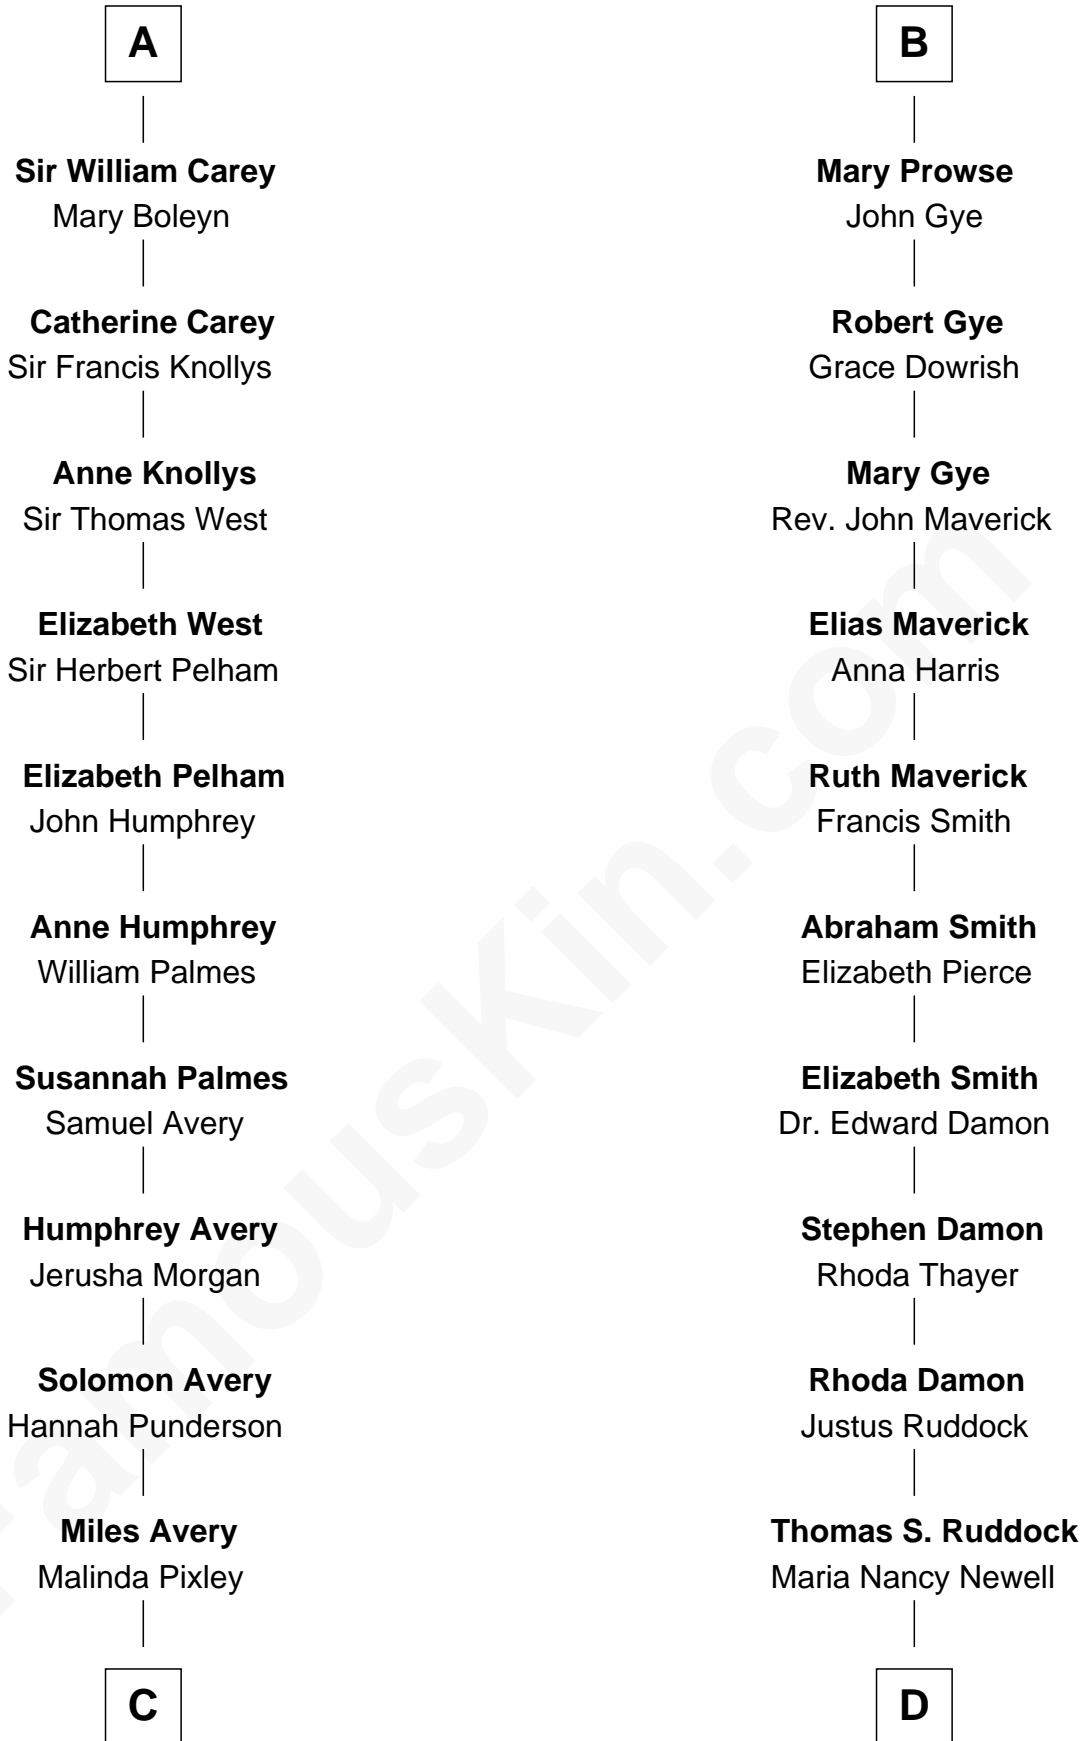 A
Sir William Carey
Mary Boleyn
Catherine Carey
Sir Francis Knollys
Anne Knollys
Sir Thomas West
Elizabeth West
Sir Herbert Pelham
Elizabeth Pelham
John Humphrey
Anne Humphrey
William Palmes
Susannah Palmes
Samuel Avery
Humphrey Avery
Jerusha Morgan
Solomon Avery
Hannah Punderson
Miles Avery
Malinda Pixley
C
B
Mary Prowse
John Gye
Robert Gye
Grace Dowrish
Mary Gye
Rev. John Maverick
Elias Maverick
Anna Harris
Ruth Maverick
Francis Smith
Abraham Smith
Elizabeth Pierce
Elizabeth Smith
Dr. Edward Damon
Stephen Damon
Rhoda Thayer
Rhoda Damon
Justus Ruddock
Thomas S. Ruddock
Maria Nancy Newell
D
FamousKin.com